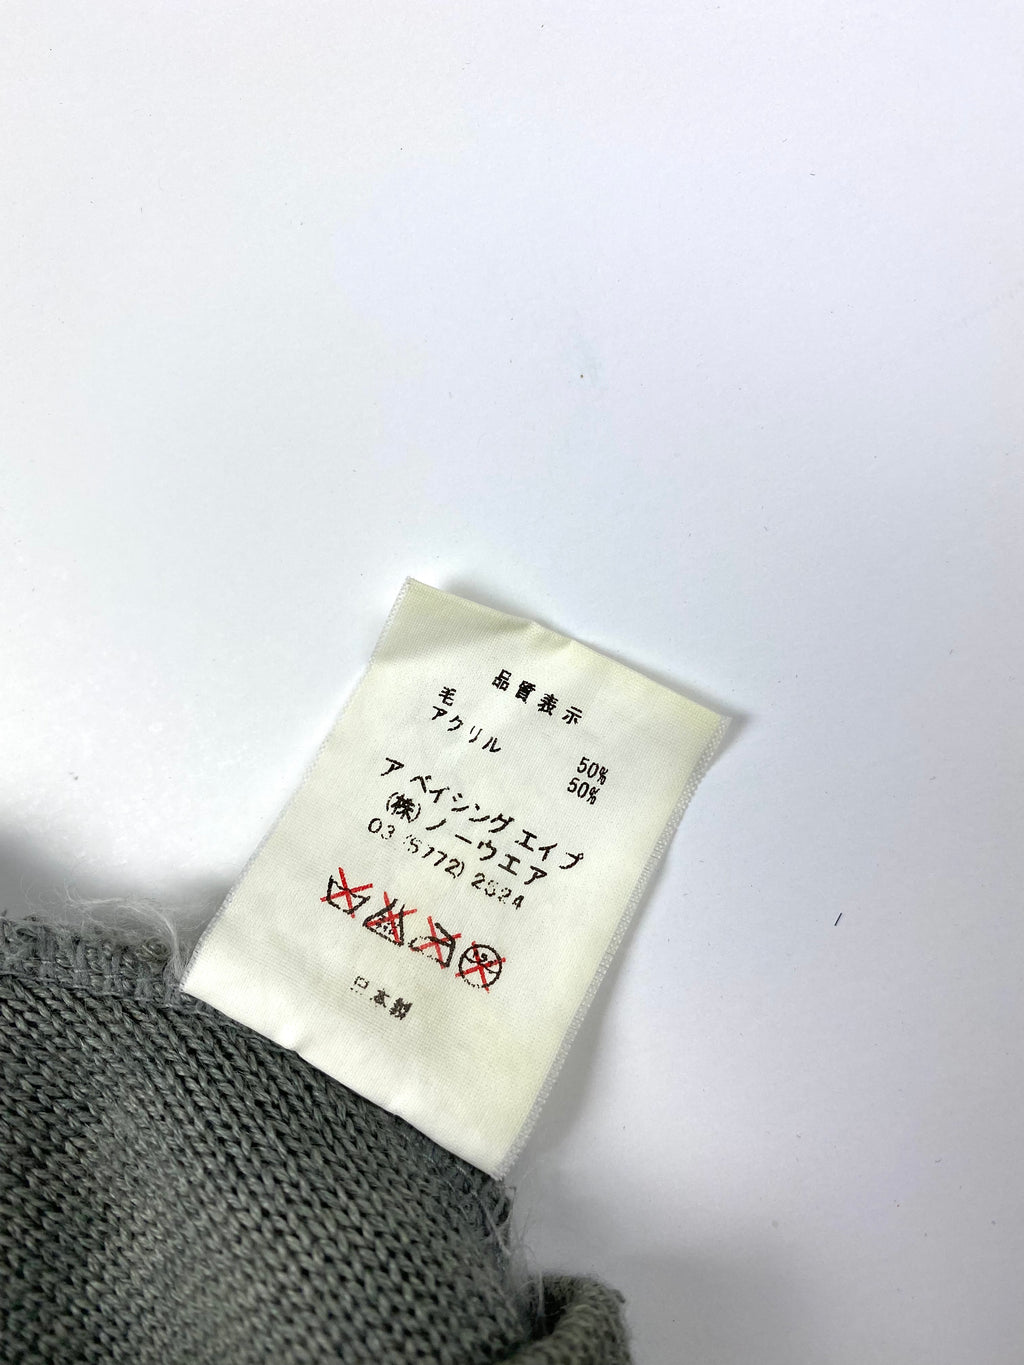 品質表示
毛 50%
アクリル 50%
ア ベイシング エイプ
(株)ノーウエア
03 (5772) 2524
日本製